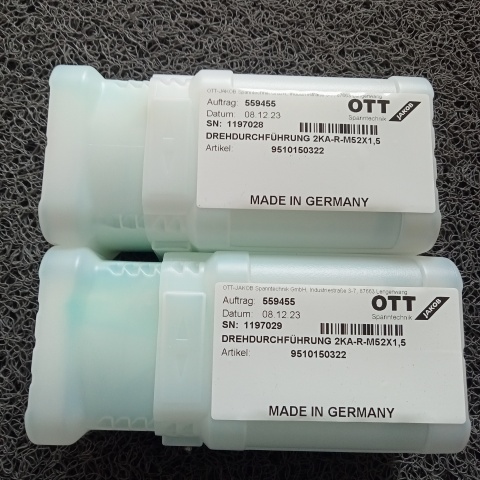 OTT-JAKOB Spanntechnik GmbH, Industriestraße
Auftrag: 559455
Datum: 08.12.23
SN: 1197028
OTT
JAKOB
Spanntechnik
DREHDURCHFÜHRUNG 2KA-R-M52X1,5
Artikel: 9510150322
MADE IN GERMANY
OTT-JAKOB Spanntechnik GmbH, Industriestraße 3-7, 87663 Lengenwang
Auftrag: 559455
Datum: 08.12.23
SN: 1197029
OTT
JAKOB
Spanntechnik
DREHDURCHFÜHRUNG 2KA-R-M52X1,5
Artikel: 9510150322
MADE IN GERMANY